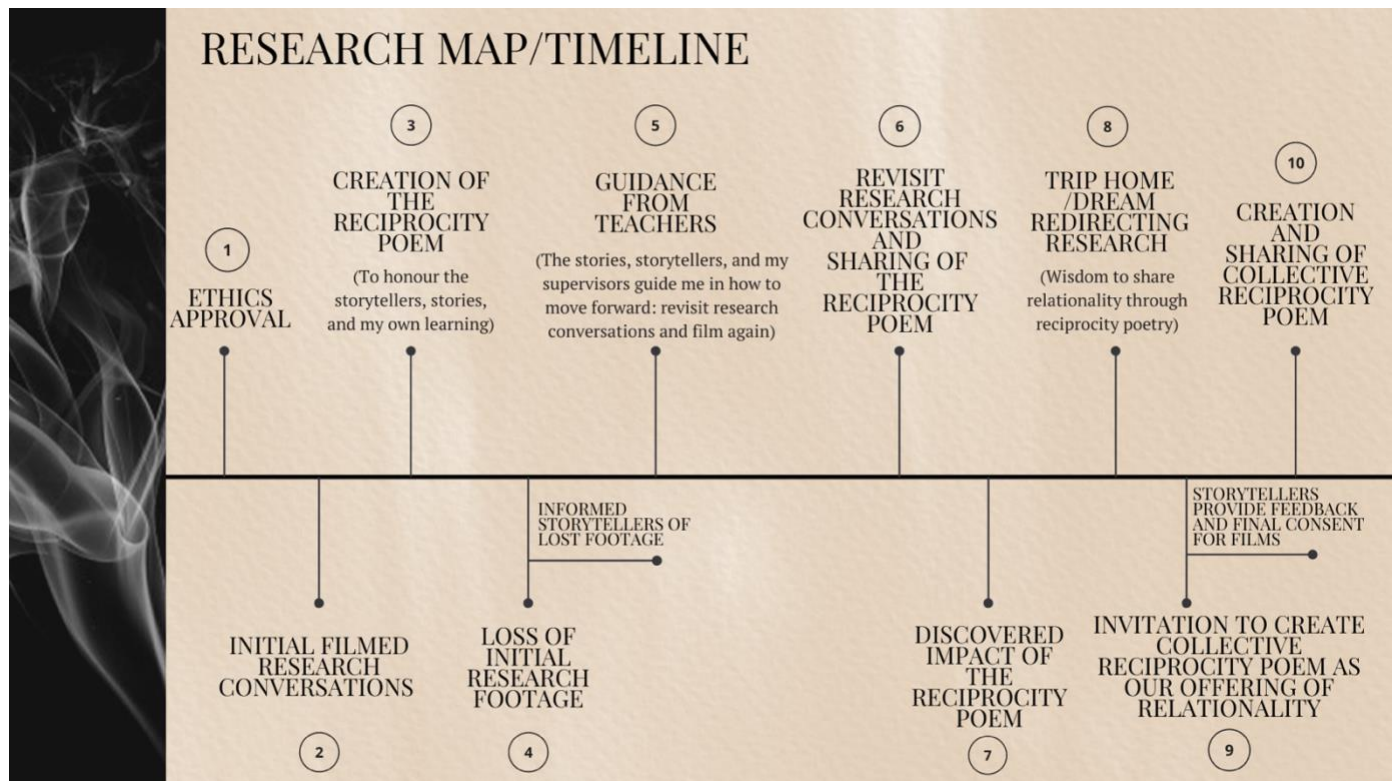 RESEARCH MAP/TIMELINE
1
ETHICS
APPROVAL
2
INITIAL FILMED
RESEARCH
CONVERSATIONS
3
CREATION OF
THE
RECIPROCITY
POEM
(To honour the
storytellers, stories,
and my own learning)
4
LOSS OF
INITIAL
RESEARCH
FOOTAGE
INFORMED
STORYTELLERS OF
LOST FOOTAGE
5
GUIDANCE
FROM
TEACHERS
(The stories, storytellers, and my
supervisors guide me in how to
move forward: revisit research
conversations and film again)
6
REVISIT
RESEARCH
CONVERSATIONS
AND
SHARING OF
THE
RECIPROCITY
POEM
7
DISCOVERED
IMPACT OF
THE
RECIPROCITY
POEM
8
TRIP HOME
/DREAM
REDIRECTING
RESEARCH
(Wisdom to share
relationality through
reciprocity poetry)
9
INVITATION TO CREATE
COLLECTIVE
RECIPROCITY POEM AS
OUR OFFERING OF
RELATIONALITY
STORYTELLERS
PROVIDE FEEDBACK
AND FINAL CONSENT
FOR FILMS
10
CREATION
AND
SHARING OF
COLLECTIVE
RECIPROCITY
POEM